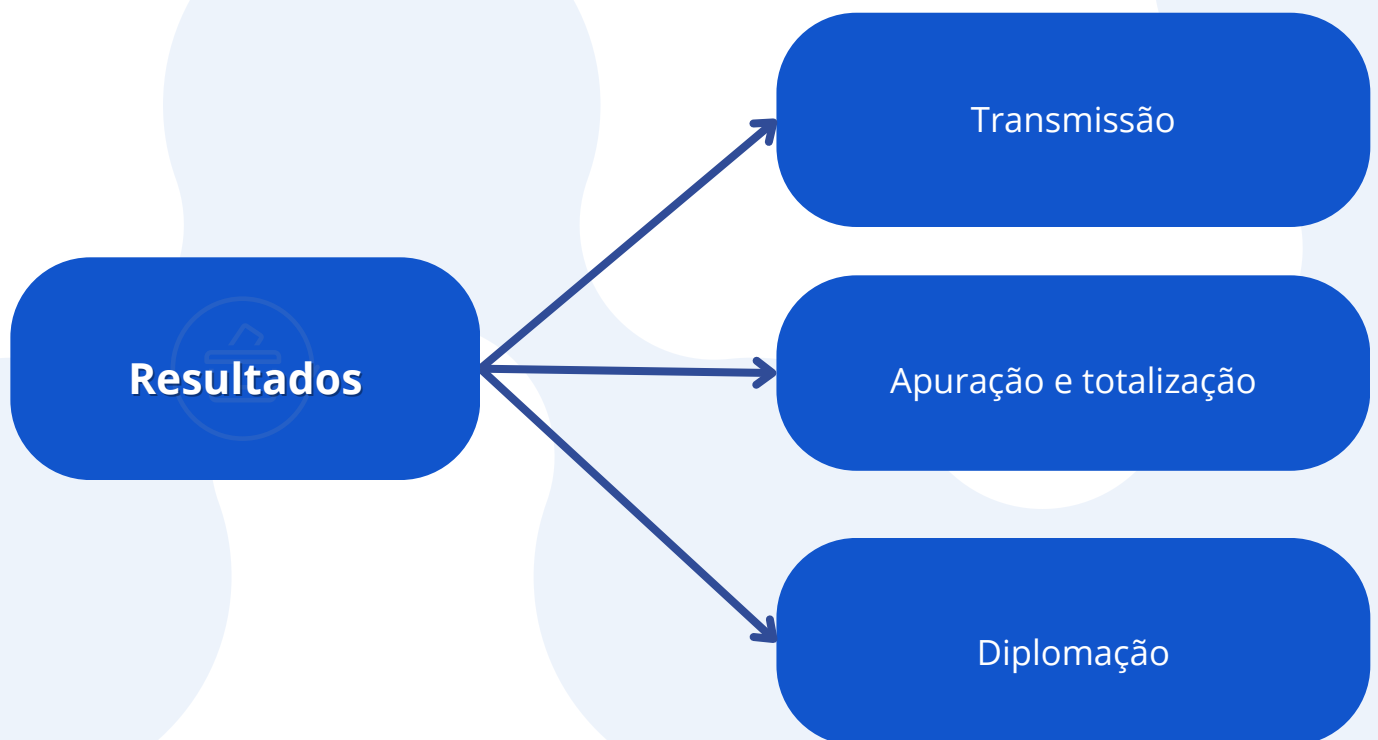 Resultados
Transmissão
Apuração e totalização
Diplomação